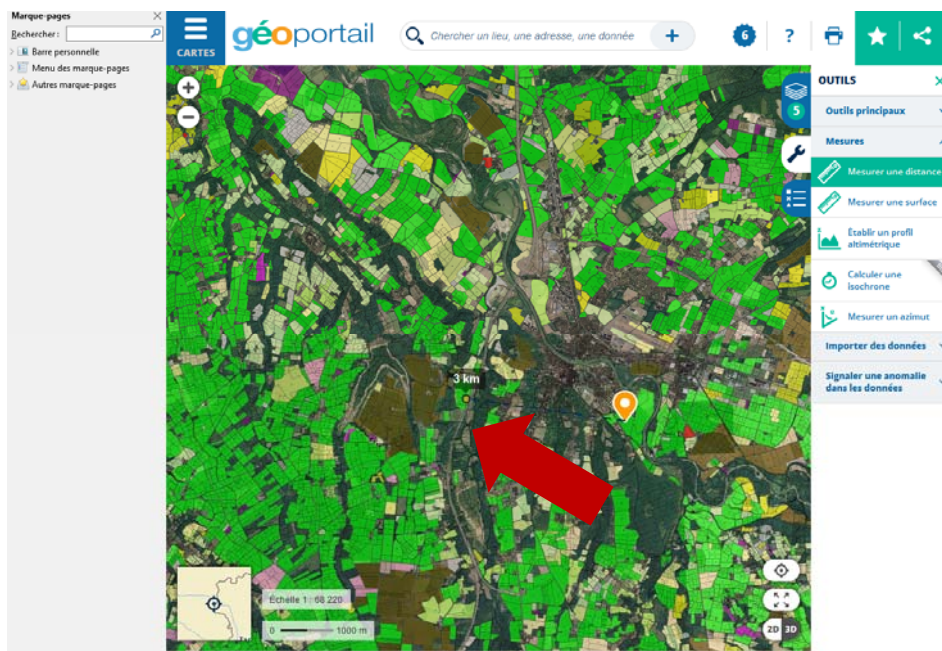 Marque-pages
Rechercher :
Barre personnelle
Menu des marque-pages
Autres marque-pages
CARTES
géoportail
Chercher un lieu, une adresse, une donnée
6
?
5
OUTILS
Outils principaux
Mesures
Mesurer une distance
Mesurer une surface
Établir un profil
altimétrique
Calculer une
isochrone
Mesurer un azimut
Importer des données
Signaler une anomalie
dans les données
3 km
Échelle 1 : 68 220
0
1000 m
2D 3D